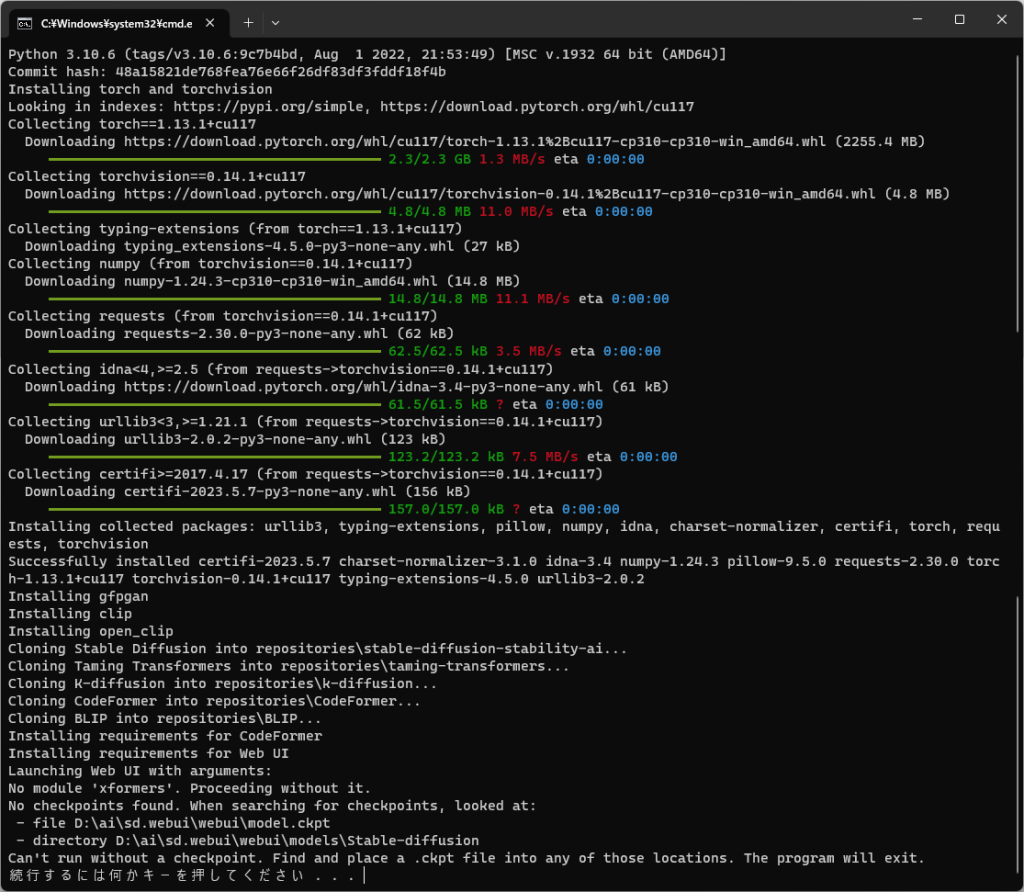 C:¥Windows¥system32¥cmd.e
Python 3.10.6 (tags/v3.10.6:9c7b4bd, Aug  1 2022, 21:53:49) [MSC v.1932 64 bit (AMD64)]
Commit hash: 48a15821de768fea76e66f26df83df3fddf18f4b
Installing torch and torchvision
Looking in indexes: https://pypi.org/simple, https://download.pytorch.org/whl/cu117
Collecting torch==1.13.1+cu117
  Downloading https://download.pytorch.org/whl/cu117/torch-1.13.1%2Bcu117-cp310-cp310-win_amd64.whl (2255.4 MB)
2.3/2.3 GB 1.3 MB/s eta 0:00:00
Collecting torchvision==0.14.1+cu117
  Downloading https://download.pytorch.org/whl/cu117/torchvision-0.14.1%2Bcu117-cp310-cp310-win_amd64.whl (4.8 MB)
4.8/4.8 MB 11.0 MB/s eta 0:00:00
Collecting typing-extensions (from torch==1.13.1+cu117)
  Downloading typing_extensions-4.5.0-py3-none-any.whl (27 kB)
Collecting numpy (from torchvision==0.14.1+cu117)
  Downloading numpy-1.24.3-cp310-cp310-win_amd64.whl (14.8 MB)
14.8/14.8 MB 11.1 MB/s eta 0:00:00
Collecting requests (from torchvision==0.14.1+cu117)
  Downloading requests-2.30.0-py3-none-any.whl (62 kB)
62.5/62.5 kB 3.5 MB/s eta 0:00:00
Collecting idna<4,>=2.5 (from requests->torchvision==0.14.1+cu117)
  Downloading https://download.pytorch.org/whl/idna-3.4-py3-none-any.whl (61 kB)
61.5/61.5 kB ? eta 0:00:00
Collecting urllib3<3,>=1.21.1 (from requests->torchvision==0.14.1+cu117)
  Downloading urllib3-2.0.2-py3-none-any.whl (123 kB)
123.2/123.2 kB 7.5 MB/s eta 0:00:00
Collecting certifi>=2017.4.17 (from requests->torchvision==0.14.1+cu117)
  Downloading certifi-2023.5.7-py3-none-any.whl (156 kB)
157.0/157.0 kB ? eta 0:00:00
Installing collected packages: urllib3, typing-extensions, pillow, numpy, idna, charset-normalizer, certifi, torch, requ
ests, torchvision
Successfully installed certifi-2023.5.7 charset-normalizer-3.1.0 idna-3.4 numpy-1.24.3 pillow-9.5.0 requests-2.30.0 torc
h-1.13.1+cu117 torchvision-0.14.1+cu117 typing-extensions-4.5.0 urllib3-2.0.2
Installing gfpgan
Installing clip
Installing open_clip
Cloning Stable Diffusion into repositories\stable-diffusion-stability-ai...
Cloning Taming Transformers into repositories\taming-transformers...
Cloning K-diffusion into repositories\k-diffusion...
Cloning CodeFormer into repositories\CodeFormer...
Cloning BLIP into repositories\BLIP...
Installing requirements for CodeFormer
Installing requirements for Web UI
Launching Web UI with arguments:
No module 'xformers'. Proceeding without it.
No checkpoints found. When searching for checkpoints, looked at:
 - file D:\ai\sd.webui\webui\model.ckpt
 - directory D:\ai\sd.webui\webui\models\Stable-diffusion
Can't run without a checkpoint. Find and place a .ckpt file into any of those locations. The program will exit.
続行するには何かキーを押してください . . .